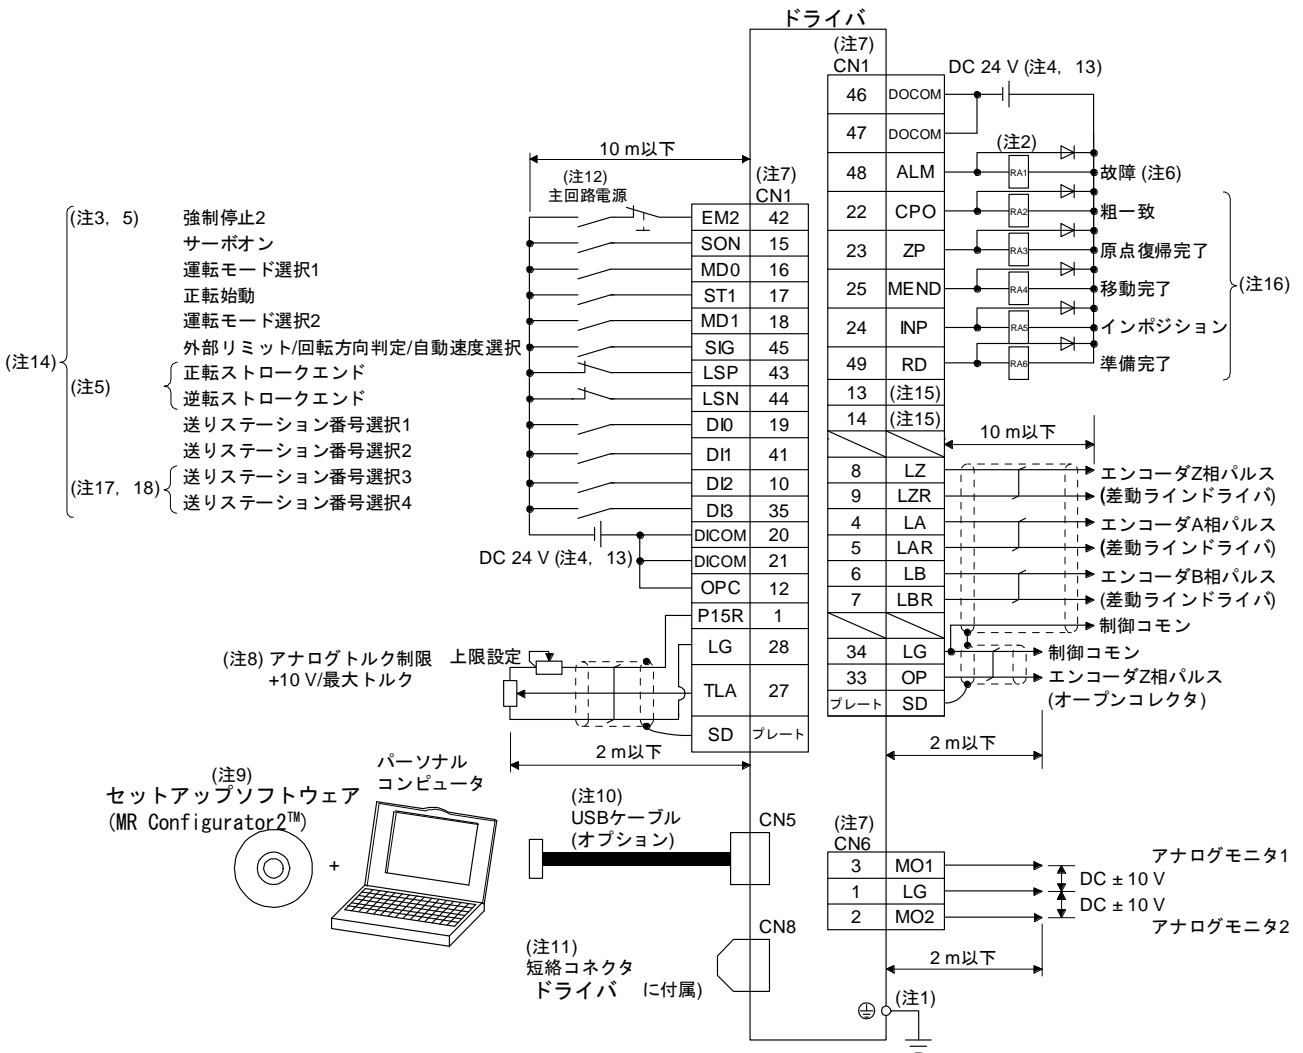 ドライバ
(注7)
CN1
DC 24 V (注4, 13)
46 DOCOM
47 DOCOM
(注2)
48 ALM RA1 故障 (注6)
22 CPO RA2 粗一致
23 ZP RA3 原点復帰完了
25 MEND RA4 移動完了
24 INP RA5 インポジション
49 RD RA6 準備完了
(注16)
13 (注15)
14 (注15)
10 m以下
8 LZ エンコーダZ相パルス
9 LZR (差動ラインドライバ)
4 LA エンコーダA相パルス
5 LAR (差動ラインドライバ)
6 LB エンコーダB相パルス
7 LBR (差動ラインドライバ)
制御コモン
34 LG 制御コモン
33 OP エンコーダZ相パルス
(オープンコレクタ)
プレート SD
2 m以下
10 m以下
(注12)
主回路電源
(注7)
CN1
(注14)
(注3, 5) 強制停止2 EM2 42
サーボオン SON 15
運転モード選択1 MD0 16
正転始動 ST1 17
運転モード選択2 MD1 18
外部リミット/回転方向判定/自動速度選択 SIG 45
(注5)
正転ストロークエンド LSP 43
逆転ストロークエンド LSN 44
送りステーション番号選択1 DI0 19
送りステーション番号選択2 DI1 41
(注17, 18)
送りステーション番号選択3 DI2 10
送りステーション番号選択4 DI3 35
DICOM 20
DC 24 V (注4, 13)
DICOM 21
OPC 12
P15R 1
LG 28
(注8) アナログトルク制限
+10 V/最大トルク
上限設定
TLA 27
SD プレート
2 m以下
(注9)
セットアップソフトウェア
(MR Configurator2™)
+
パーソナル
コンピュータ
(注10)
USBケーブル
(オプション)
CN5
(注11)
短絡コネクタ
ドライバ に付属)
CN8
(注7)
CN6
3 MO1 アナログモニタ1
DC ± 10 V
1 LG
DC ± 10 V
2 MO2 アナログモニタ2
2 m以下
(注1)